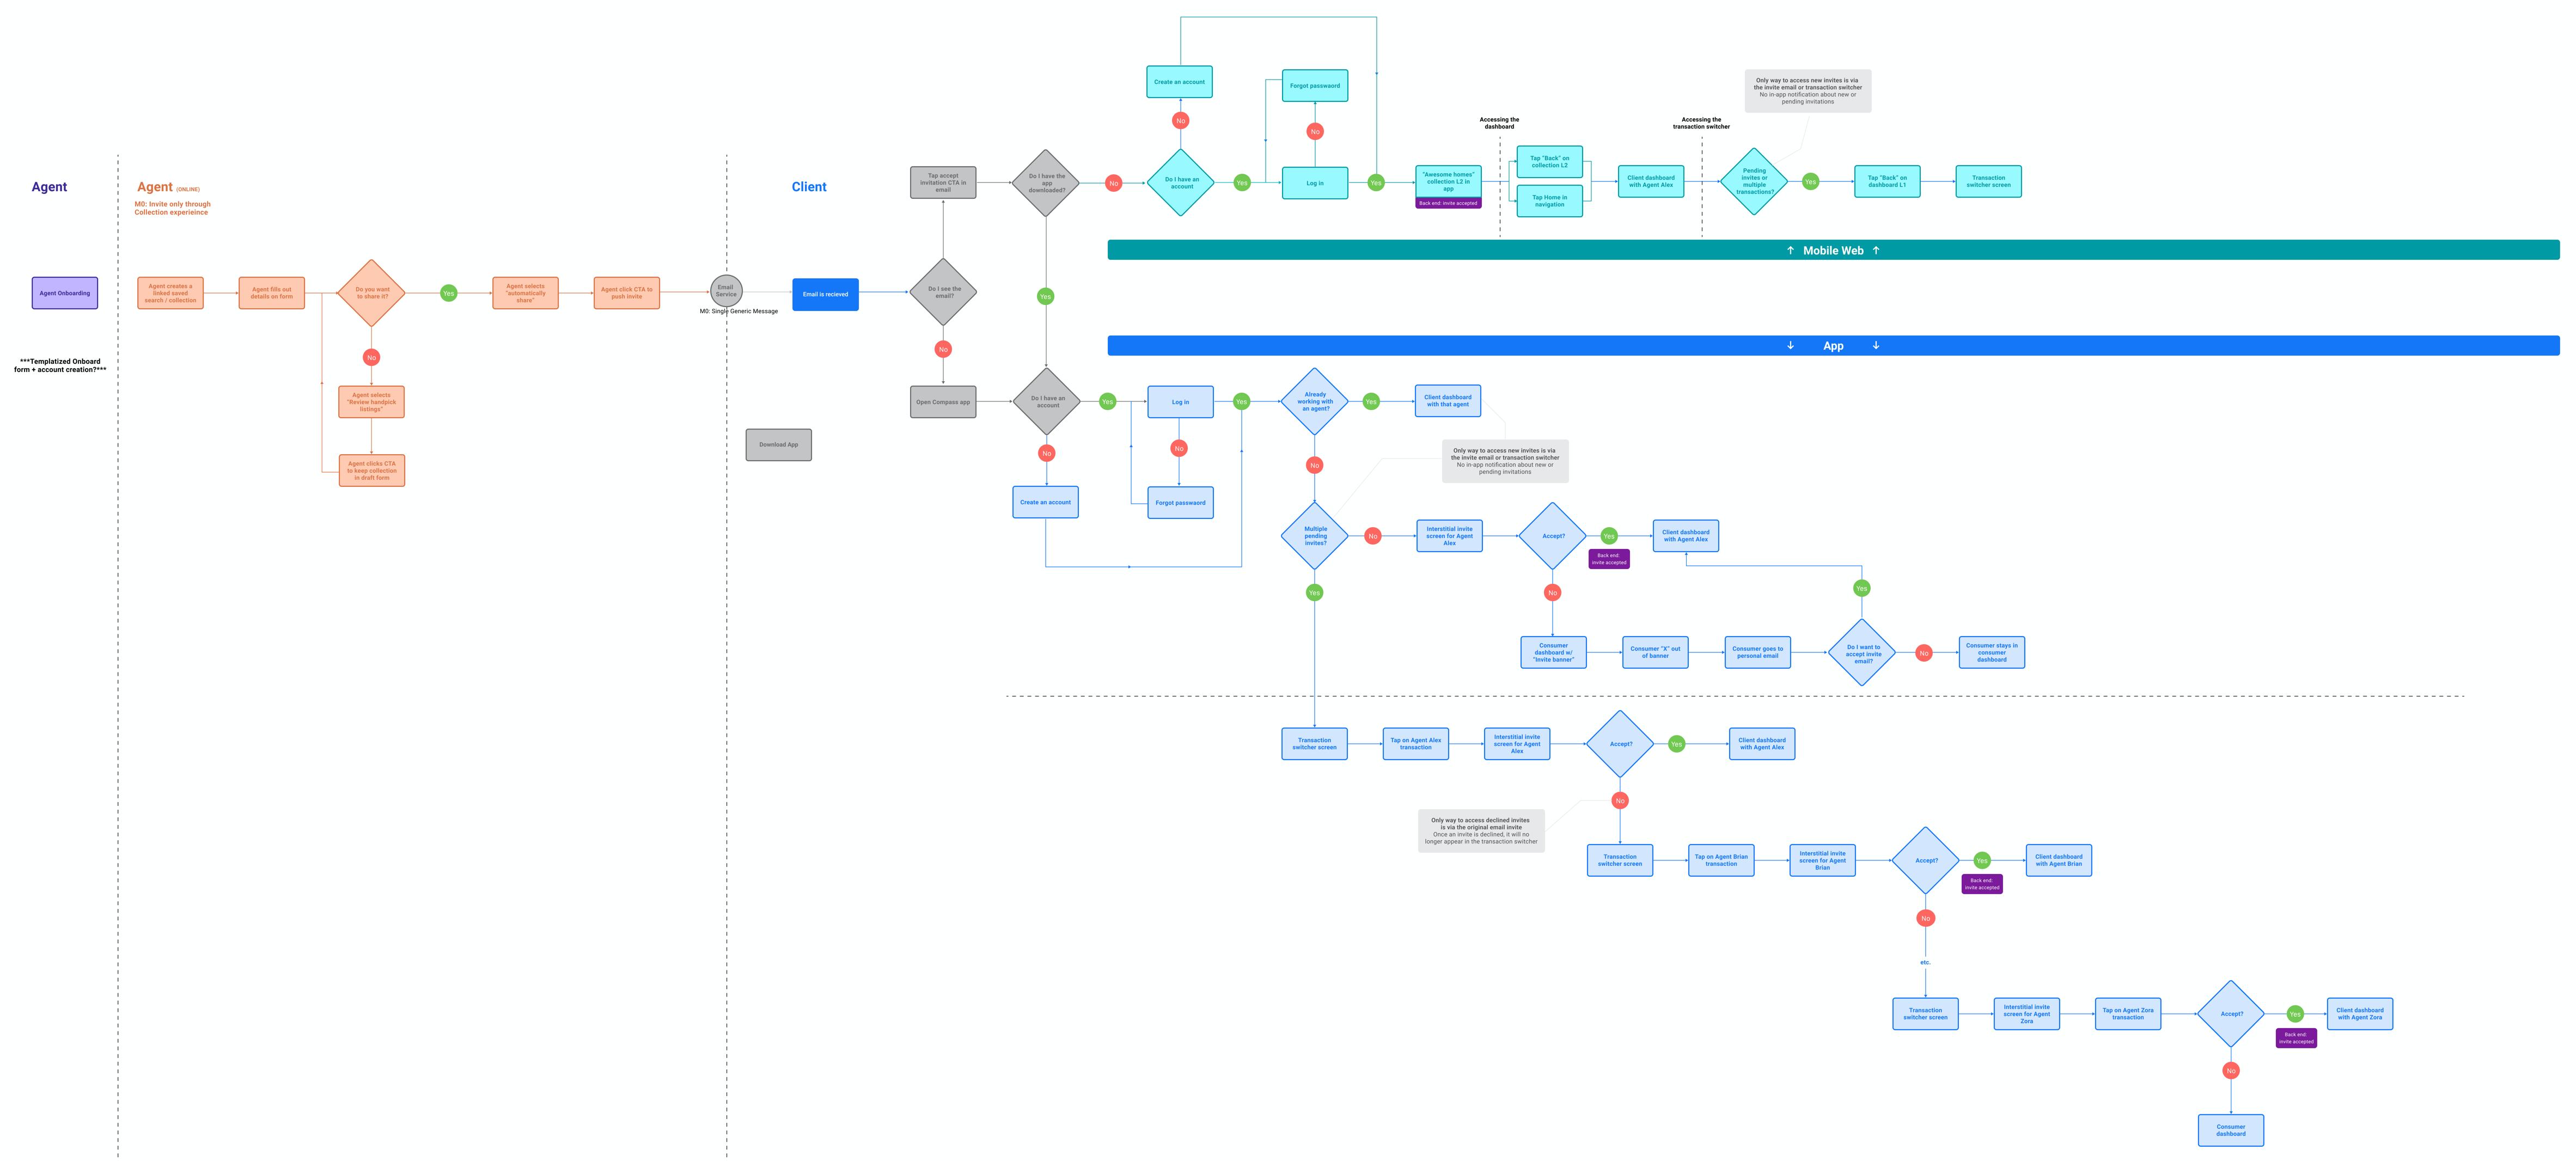 Agent
Agent Onboarding
***Templatized Onboard
form + account creation?***
Agent (ONLINE)
M0: Invite only through
Collection experieince
Agent creates a
linked saved
search / collection
Agent fills out
details on form
Do you want
to share it?
Yes
Agent selects
"automatically
share"
Agent click CTA to
push invite
No
Agent selects
"Review handpick
listings"
Agent clicks CTA
to keep collection
in draft form
Email
Service
M0: Single Generic Message
Client
Email is recieved
Download App
Do I see the
email?
Tap accept
invitation CTA in
email
No
Open Compass app
Do I have the
app
downloaded?
No
Yes
Do I have an
account
No
Create an account
Yes
Log in
No
Forgot passwaord
Yes
"Awesome homes"
collection L2 in
app
Back end: invite accepted
Accessing the
dashboard
Tap "Back" on
collection L2
Tap Home in
navigation
Client dashboard
with Agent Alex
Accessing the
transaction switcher
Only way to access new invites is via
the invite email or transaction switcher
No in-app notification about new or
pending invitations
Pending
invites or
multiple
transactions?
Yes
Tap "Back" on
dashboard L1
Transaction
switcher screen
↑ Mobile Web ↑
↓ App ↓
Do I have an
account
Yes
Log in
Yes
No
Create an account
No
Forgot passwaord
Already
working with
an agent?
Yes
Client dashboard
with that agent
Only way to access new invites is via
the invite email or transaction switcher
No in-app notification about new or
pending invitations
No
Multiple
pending
invites?
No
Interstitial invite
screen for Agent
Alex
Accept?
Yes
Back end:
invite accepted
Client dashboard
with Agent Alex
No
Consumer
dashboard w/
"Invite banner"
Consumer "X" out
of banner
Consumer goes to
personal email
Do I want to
accept invite
email?
Yes
No
Consumer stays in
consumer
dashboard
Yes
Transaction
switcher screen
Tap on Agent Alex
transaction
Interstitial invite
screen for Agent
Alex
Accept?
Yes
Client dashboard
with Agent Alex
No
Only way to access declined invites
is via the original email invite
Once an invite is declined, it will no
longer appear in the transaction switcher
Transaction
switcher screen
Tap on Agent Brian
transaction
Interstitial invite
screen for Agent
Brian
Accept?
Yes
Back end:
invite accepted
Client dashboard
with Agent Brian
No
etc.
Transaction
switcher screen
Interstitial invite
screen for Agent
Zora
Tap on Agent Zora
transaction
Accept?
Yes
Back end:
invite accepted
Client dashboard
with Agent Zora
No
Consumer
dashboard